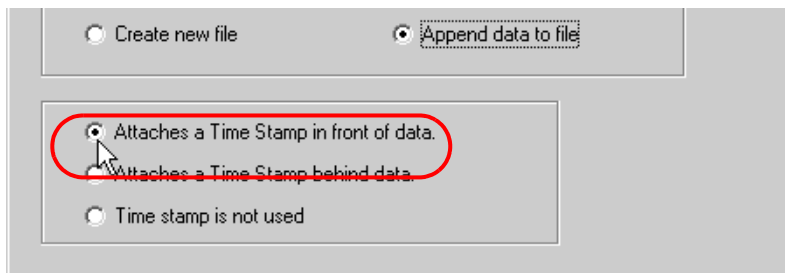 Create new file Append data to file
Attaches a Time Stamp in front of data.
Attaches a Time Stamp behind data.
Time stamp is not used